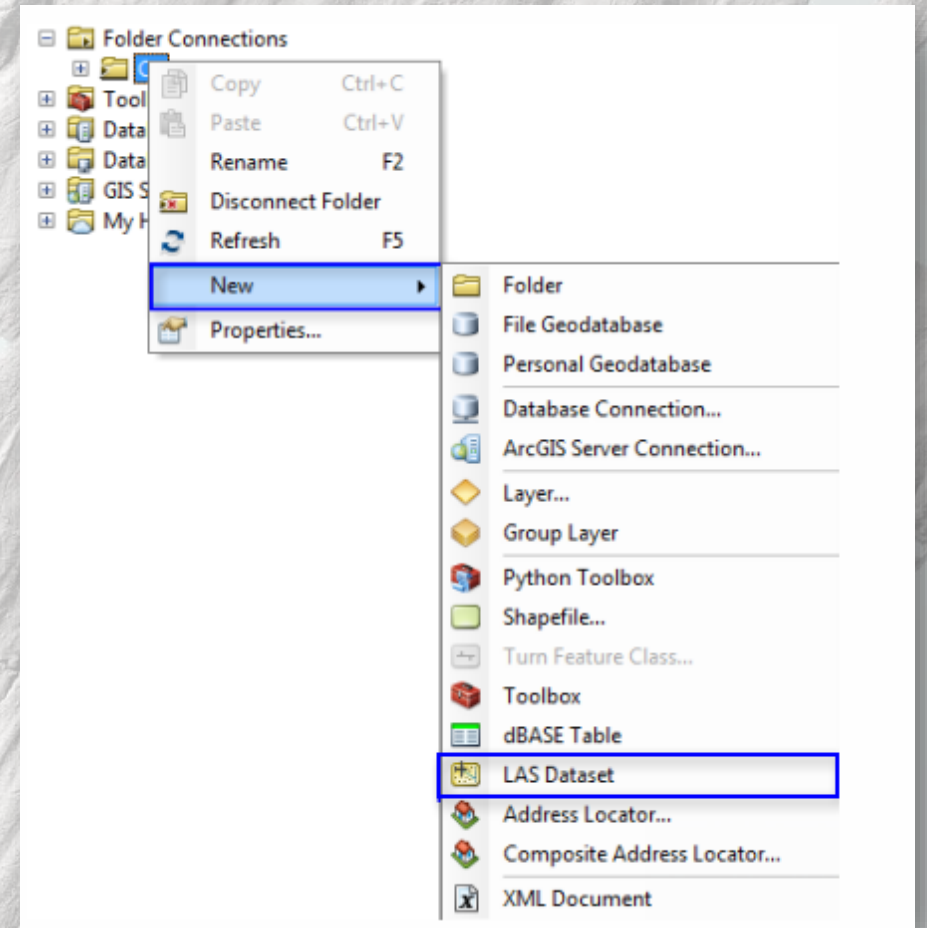 Folder Connections
C
Copy Ctrl+C
Tool
Paste Ctrl+V
Data
Rename F2
Data
Disconnect Folder
GIS S
Refresh F5
My H
New
Properties...
Folder
File Geodatabase
Personal Geodatabase
Database Connection...
ArcGIS Server Connection...
Layer...
Group Layer
Python Toolbox
Shapefile...
Turn Feature Class...
Toolbox
dBASE Table
LAS Dataset
Address Locator...
Composite Address Locator...
XML Document